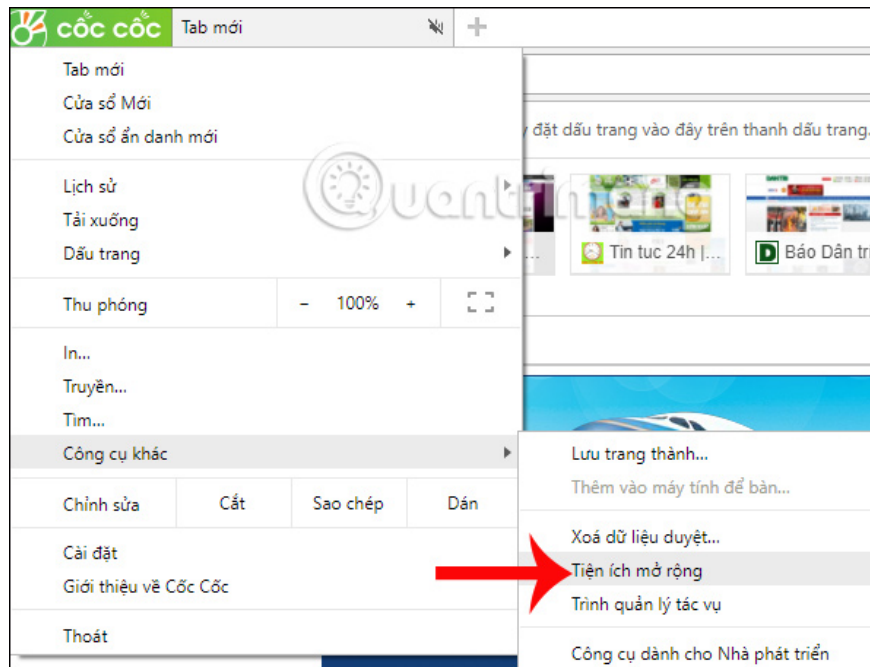 cốc cốc
Tab mới
Tab mới
Cửa sổ Mới
Cửa sổ ẩn danh mới
Lịch sử
Tải xuống
Dấu trang
Thu phóng - 100% +
In...
Truyền...
Tìm...
Công cụ khác
Chỉnh sửa Cắt Sao chép Dán
Cài đặt
Giới thiệu về Cốc Cốc
Thoát
đặt dấu trang vào đây trên thanh dấu trang.
Quantrimang
...
Tin tuc 24h |...
Báo Dân trí
Lưu trang thành...
Thêm vào máy tính để bàn...
Xoá dữ liệu duyệt...
Tiện ích mở rộng
Trình quản lý tác vụ
Công cụ dành cho Nhà phát triển